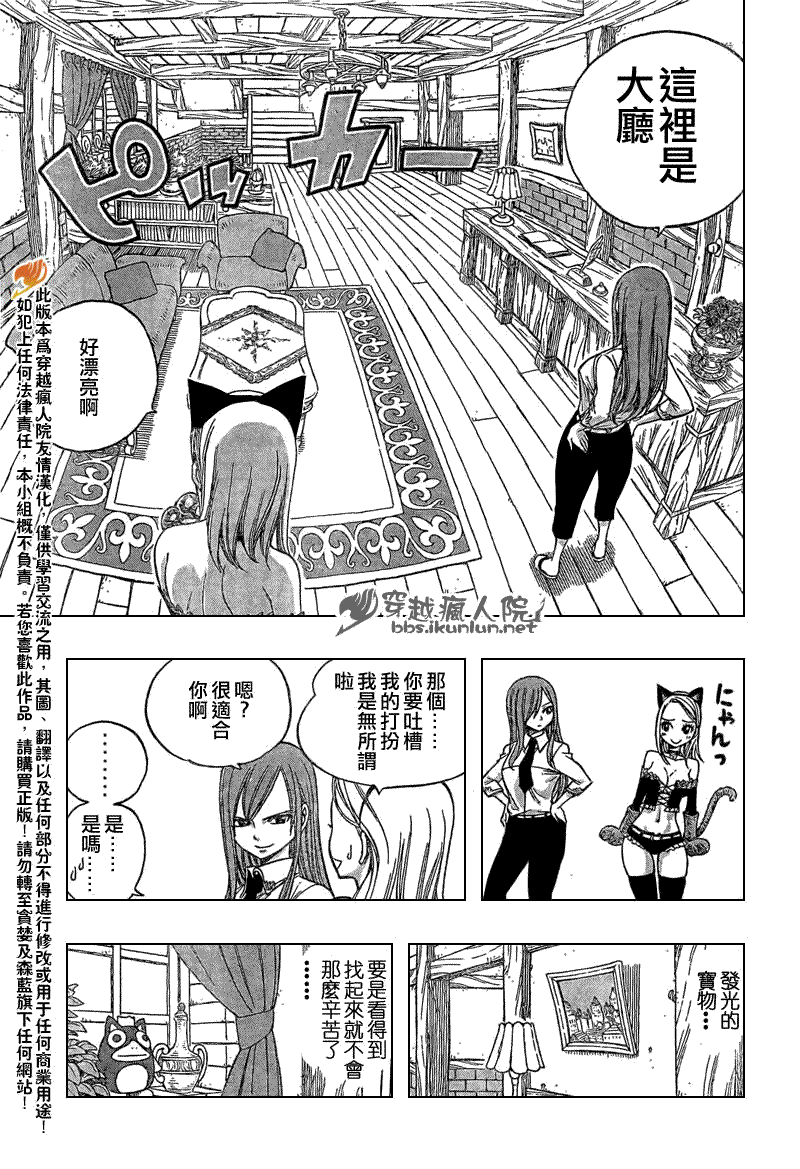 這裡是
大廳
ピッカー
好漂亮啊
此版本爲穿越瘋人院友情漢化，僅供學習交流之用，其圖、翻譯以及任何部分不得進行修改或用于任何商業用途！
如犯上任何法律責任，本小組概不負責。若您喜歡此作品，請購買正版！請勿轉至貪婪及森藍旗下任何網站！
穿越瘋人院
bbs.ikunlun.net
にゃんっ
那個……
你要吐槽
我的打扮
我是無所謂
啦
嗯？
很適合
你啊
………
是……
是嗎……
發光的
寶物…
要是看得到
找起來就不會
那麼辛苦了
……